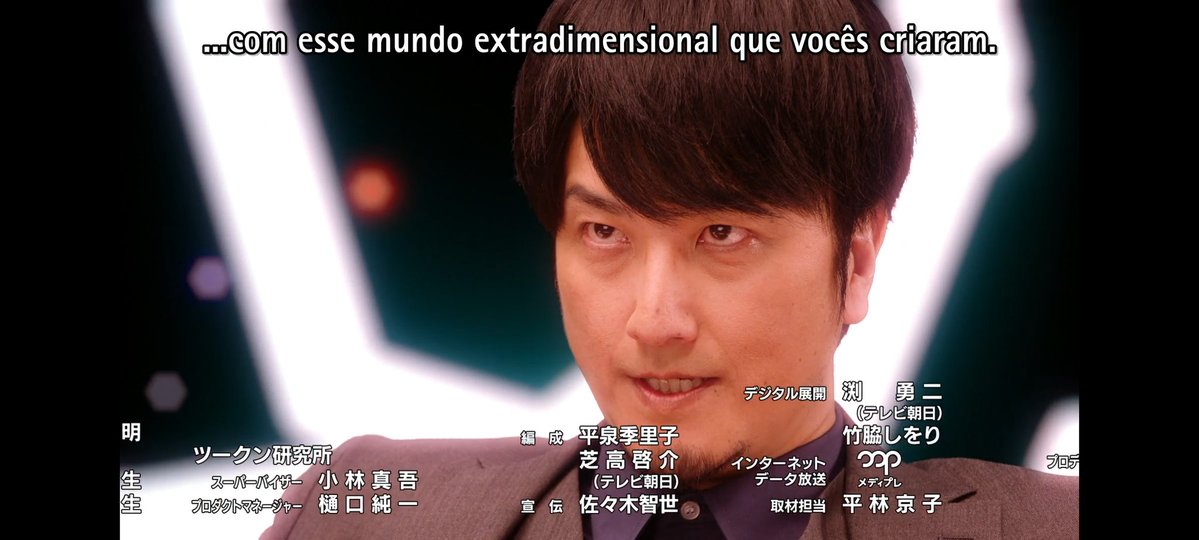 ...com esse mundo extradimensional que vocês criaram.
明
生
生
ツークン研究所
スーパーバイザー 小林真吾
プロダクトマネージャー 樋口純一
編成 平泉季里子
芝高啓介
(テレビ朝日)
宣伝 佐々木智世
デジタル展開 渕 勇二
(テレビ朝日)
竹脇しをり
インターネット
データ放送
メディプレ
取材担当 平林京子
プロデ